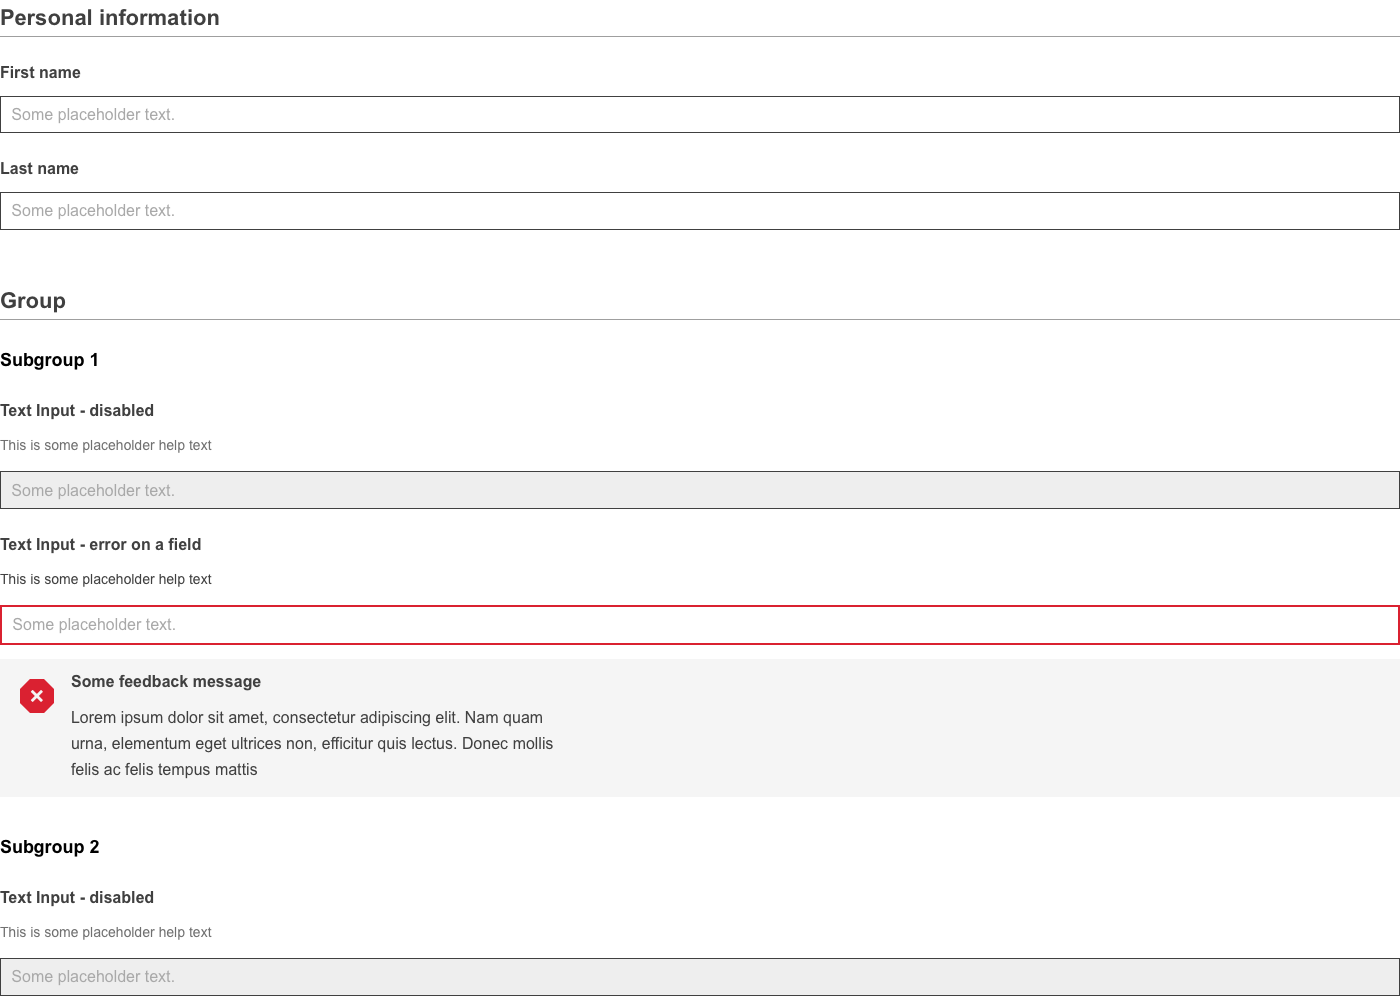 Personal information
First name
Some placeholder text.
Last name
Some placeholder text.
Group
Subgroup 1
Text Input - disabled
This is some placeholder help text
Some placeholder text.
Text Input - error on a field
This is some placeholder help text
Some placeholder text.
Some feedback message
Lorem ipsum dolor sit amet, consectetur adipiscing elit. Nam quam
urna, elementum eget ultrices non, efficitur quis lectus. Donec mollis
felis ac felis tempus mattis
Subgroup 2
Text Input - disabled
This is some placeholder help text
Some placeholder text.